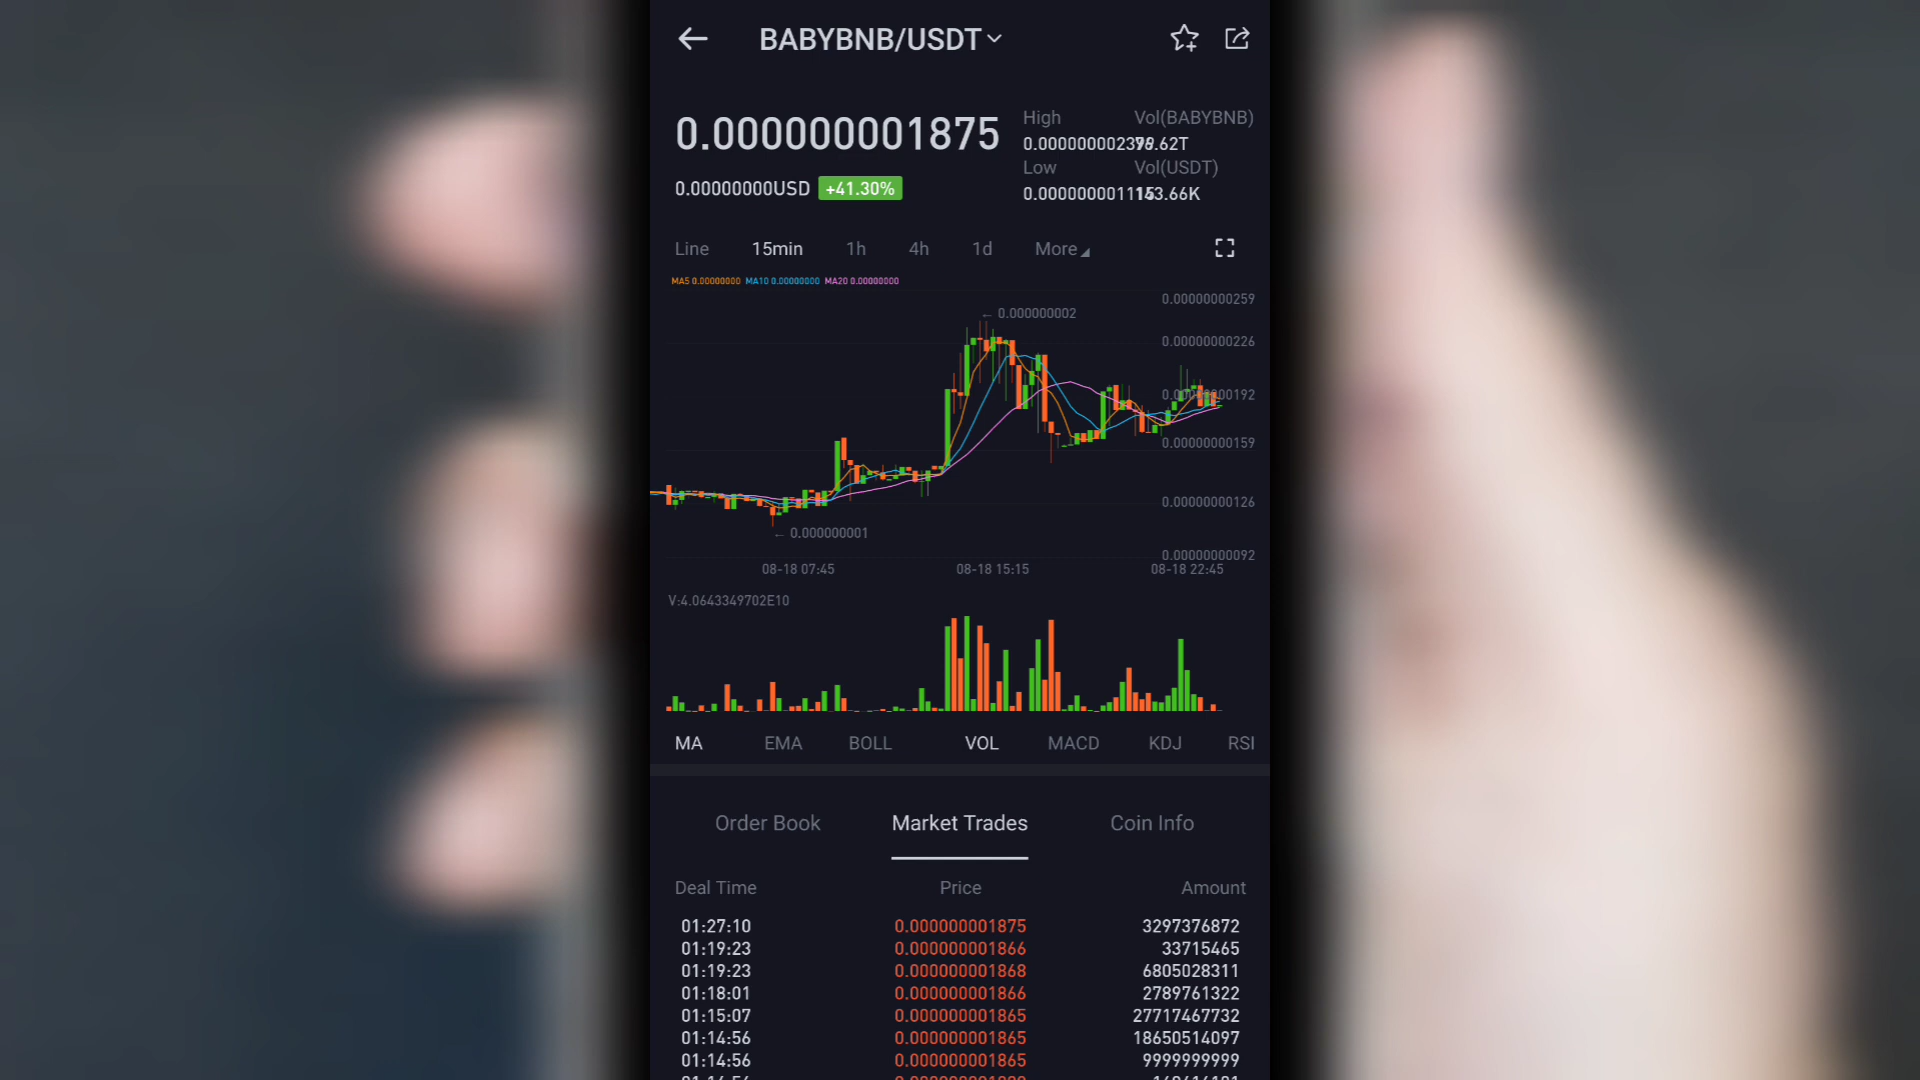 BABYBNB/USDT
0.000000001875
0.00000000USD +41.30%
High Vol(BABYBNB)
Low Vol(USDT)
Line 15min 1h 4h 1d More
MA5 0.00000000 MA10 0.00000000 MA20 0.00000000
0.00000000259
← 0.000000002
0.00000000226
0.00000000192
0.00000000159
0.00000000126
← 0.000000001
0.00000000092
08-18 07:45 08-18 15:15 08-18 22:45
V:4.0643349702E10
MA EMA BOLL VOL MACD KDJ RSI
Order Book Market Trades Coin Info
Deal Time Price Amount
01:27:10 0.000000001875 3297376872
01:19:23 0.000000001866 33715465
01:19:23 0.000000001868 6805028311
01:18:01 0.000000001866 2789761322
01:15:07 0.000000001865 27717467732
01:14:56 0.000000001865 18650514097
01:14:56 0.000000001865 9999999999